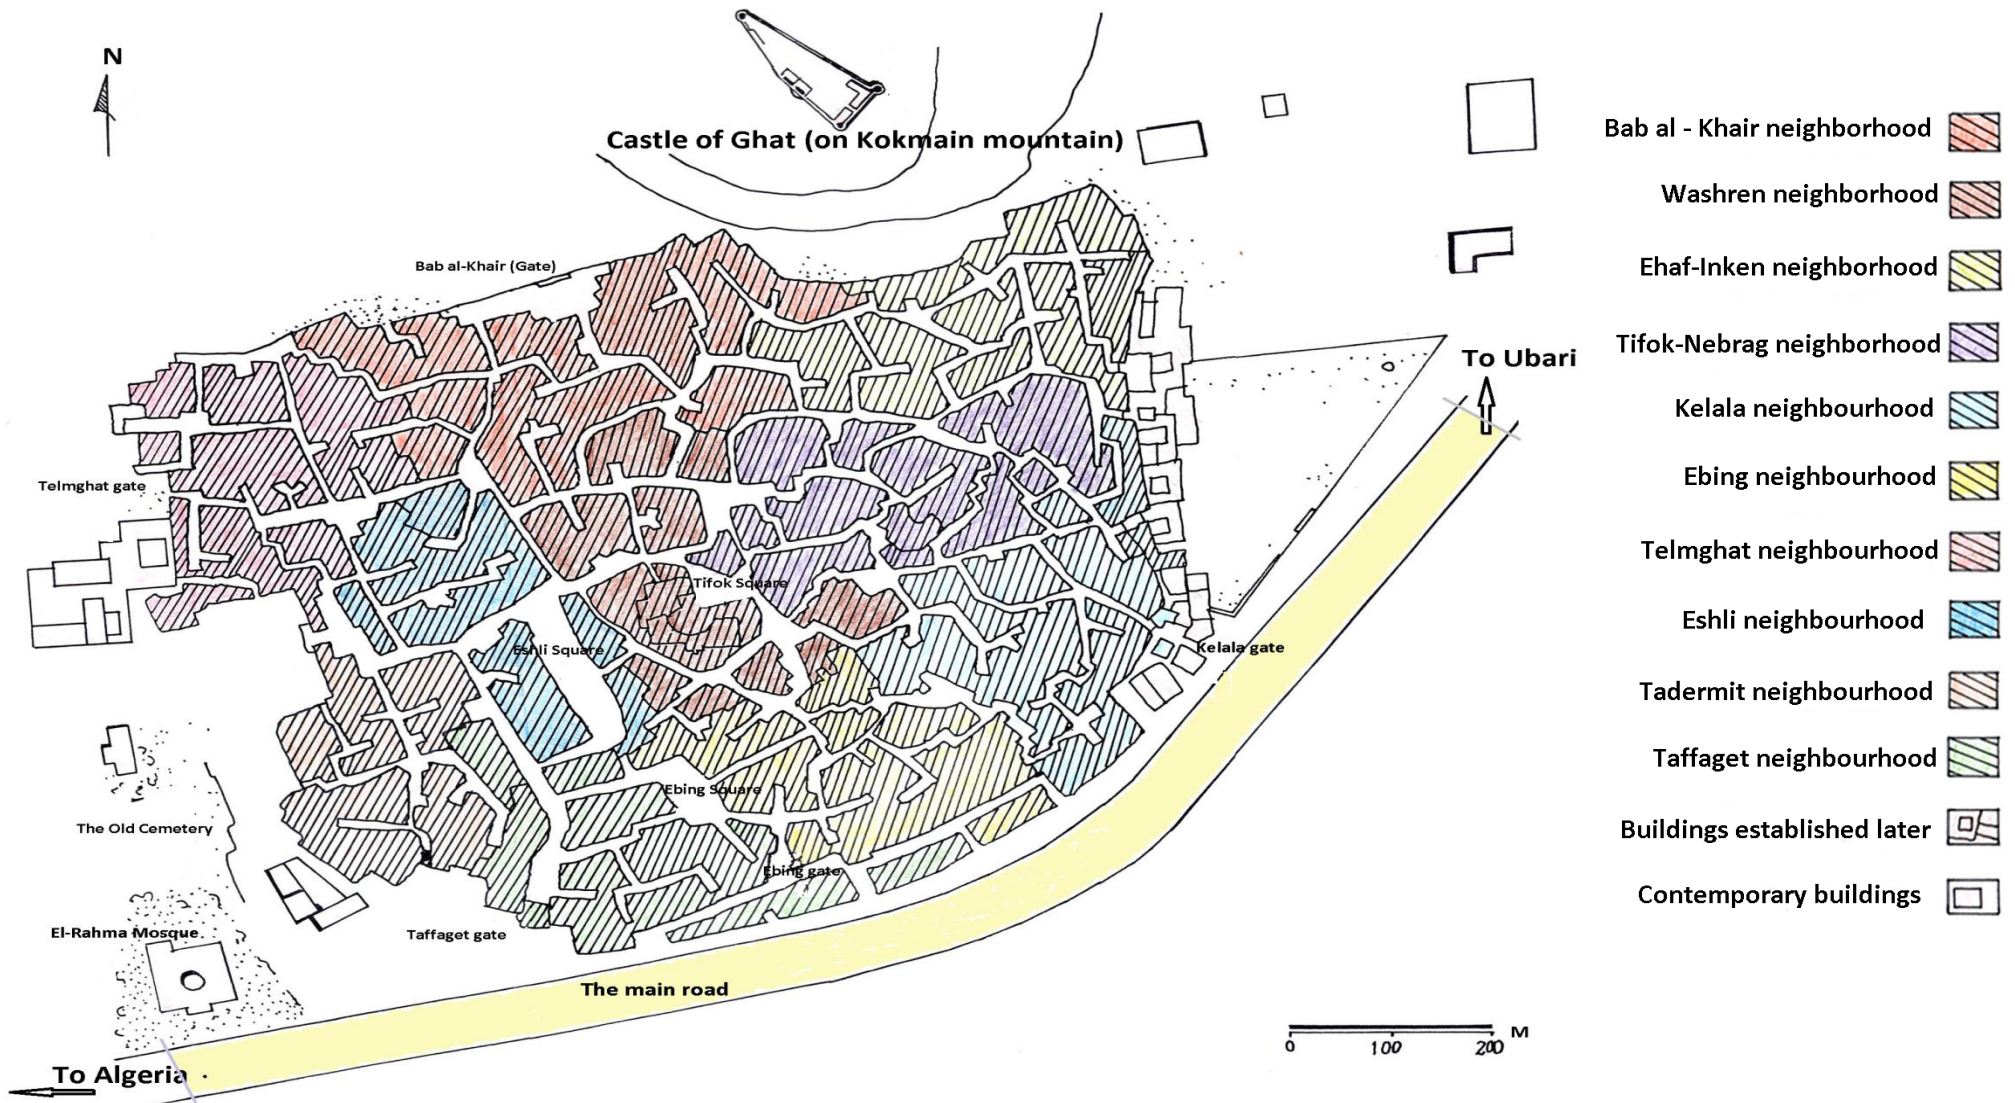 N
Castle of Ghat (on Kokmain mountain)
Bab al-Khair (Gate)
To Ubari
Telmghat gate
Tifok Square
Eshli Square
Kelala gate
Ebing Square
The Old Cemetery
Ebing gate
El-Rahma Mosque
Taffaget gate
The main road
To Algeria
M
0 100 200
Bab al - Khair neighborhood
Washren neighborhood
Ehaf-Inken neighborhood
Tifok-Nebrag neighborhood
Kelala neighbourhood
Ebing neighbourhood
Telmghat neighbourhood
Eshli neighbourhood
Tadermit neighbourhood
Taffaget neighbourhood
Buildings established later
Contemporary buildings